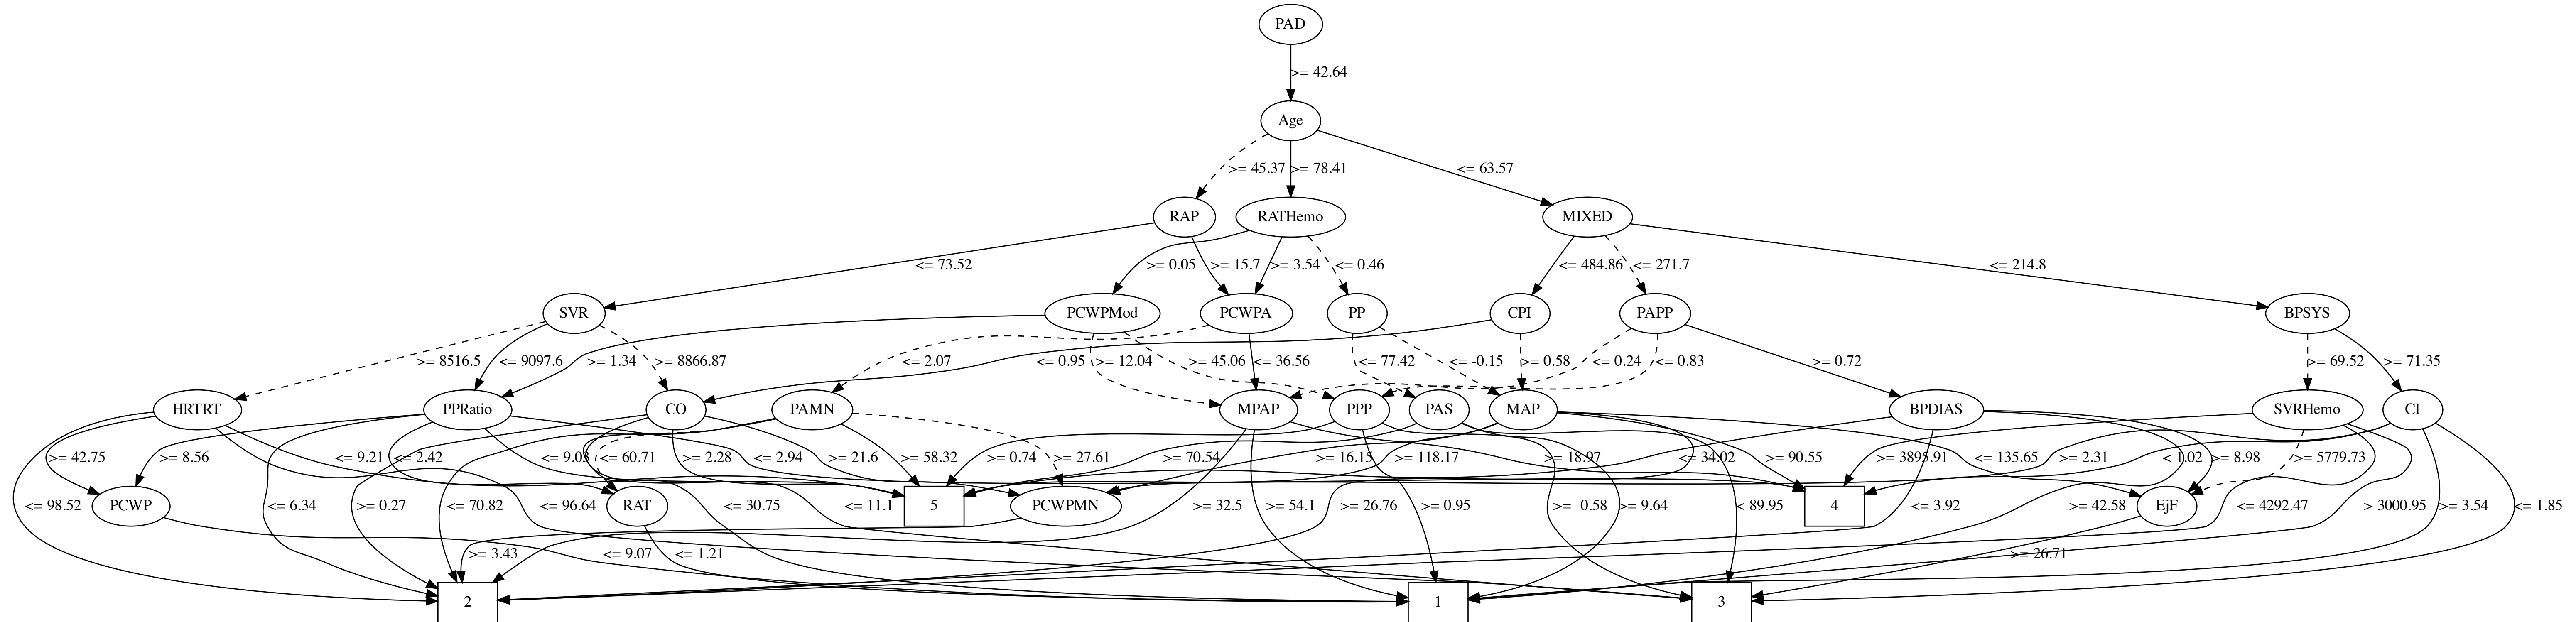 PAD
>= 42.64
Age
>= 45.37 >= 78.41 <= 63.57
RAP RATHemo MIXED
<= 73.52 >= 0.05 >= 15.7 >= 3.54 <= 0.46 <= 484.86 <= 271.7 <= 214.8
SVR PCWPMod PCWPA PP CPI PAPP BPSYS
>= 8516.5 <= 9097.6 >= 8866.87 >= 1.34 <= 2.07 <= 0.95 >= 12.04 >= 45.06 <= 36.56 <= 77.42 <= -0.15 >= 0.58 <= 0.24 <= 0.83 >= 0.72 >= 69.52 >= 71.35
HRTRT PPRatio CO PAMN MPAP PPP PAS MAP BPDIAS SVRHemo CI
>= 42.75 >= 8.56 <= 9.21 <= 2.42 <= 9.03 <= 60.71 >= 2.28 <= 2.94 >= 21.6 >= 58.32 >= 0.74 >= 27.61 >= 70.54 >= 16.15 >= 118.17 >= 18.97 <= 34.02 >= 90.55 >= 3895.91 <= 135.65 >= 2.31 < 1.02 >= 8.98 >= 5779.73
<= 98.52 PCWP <= 6.34 >= 0.27 <= 70.82 <= 96.64 RAT <= 30.75 <= 11.1 5 PCWPMN >= 32.5 >= 54.1 >= 26.76 >= 0.95 >= -0.58 >= 9.64 < 89.95 4 <= 3.92 >= 42.58 EjF <= 4292.47 > 3000.95 >= 3.54 <= 1.85
>= 3.43 <= 9.07 <= 1.21 >= 26.71
2 1 3